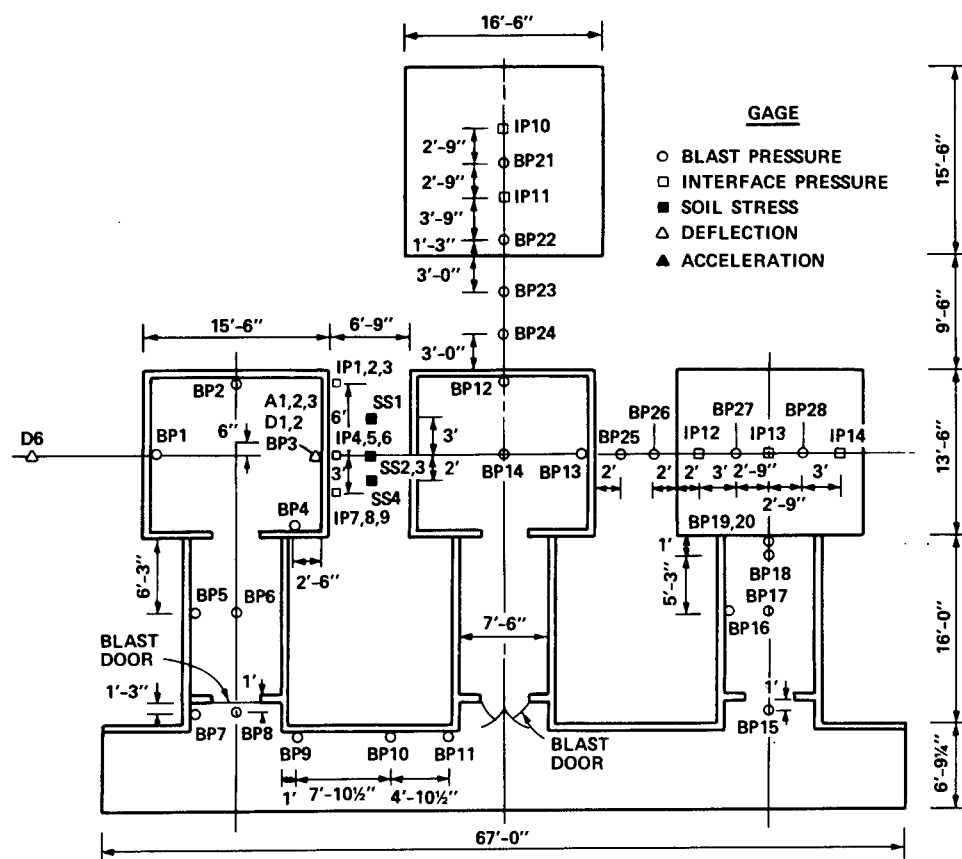 16'-6"
GAGE
BLAST PRESSURE
INTERFACE PRESSURE
SOIL STRESS
DEFLECTION
ACCELERATION
IP10
2'-9"
BP21
2'-9"
IP11
3'-9"
BP22
1'-3"
3'-0"
BP23
BP24
3'-0"
15'-6"
9'-6"
13'-6"
16'-0"
6'-9¼"
15'-6"
6'-9"
BP2
A1,2,3
D1,2
BP3
6"
BP1
D6
BP4
IP1,2,3
6'
SS1
IP4,5,6
3'
SS2,3
2'
3'
SS4
IP7,8,9
BP12
BP14
BP13
BP25
BP26
BP27
BP28
IP12
IP13
IP14
2'
2'
2'
3'
2'-9"
3'
2'-9"
BP19,20
1'
BP18
5'-3"
BP17
BP16
6'-3"
2'-6"
BP5
BP6
BLAST
DOOR
1'-3"
1'
7'-6"
1'
BP7
BP8
BP9
BP10
BP11
BLAST
DOOR
BP15
1'
7'-10½"
4'-10½"
67'-0"